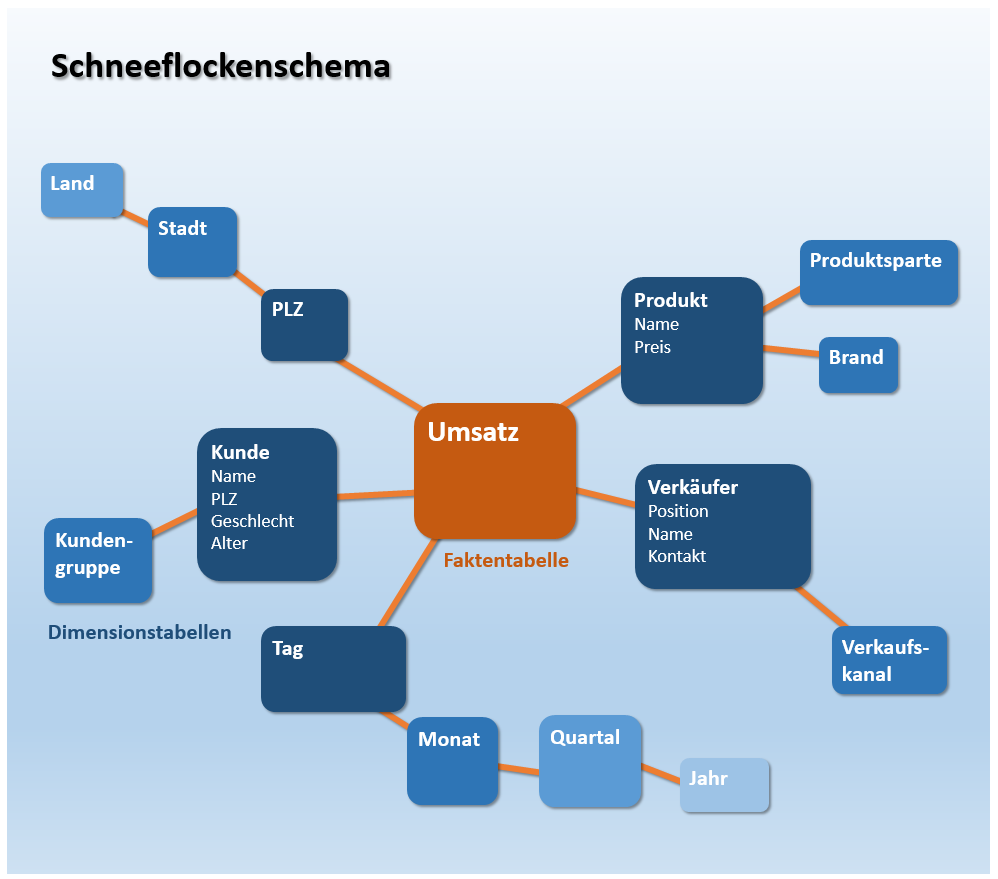 Schneeflockenschema
Land
Stadt
PLZ
Produkt
Name
Preis
Produktsparte
Brand
Umsatz
Faktentabelle
Kunde
Name
PLZ
Geschlecht
Alter
Kunden-
gruppe
Dimensionstabellen
Verkäufer
Position
Name
Kontakt
Verkaufs-
kanal
Tag
Monat
Quartal
Jahr